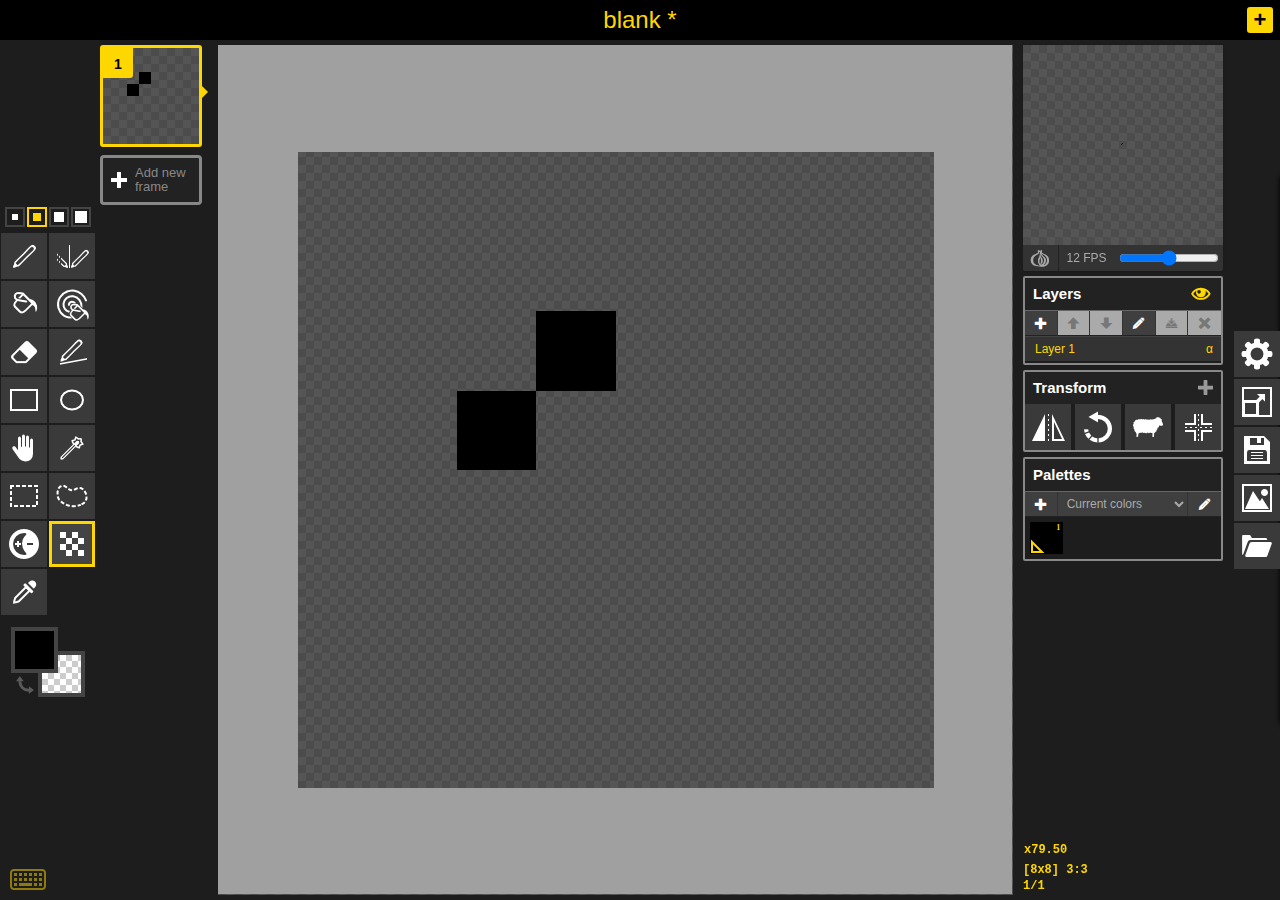 blank *
+
1
Add new
frame
12 FPS
Layers
Layer 1
α
Transform
Palettes
Current colors
1
x79.50
[8x8] 3:3
1/1